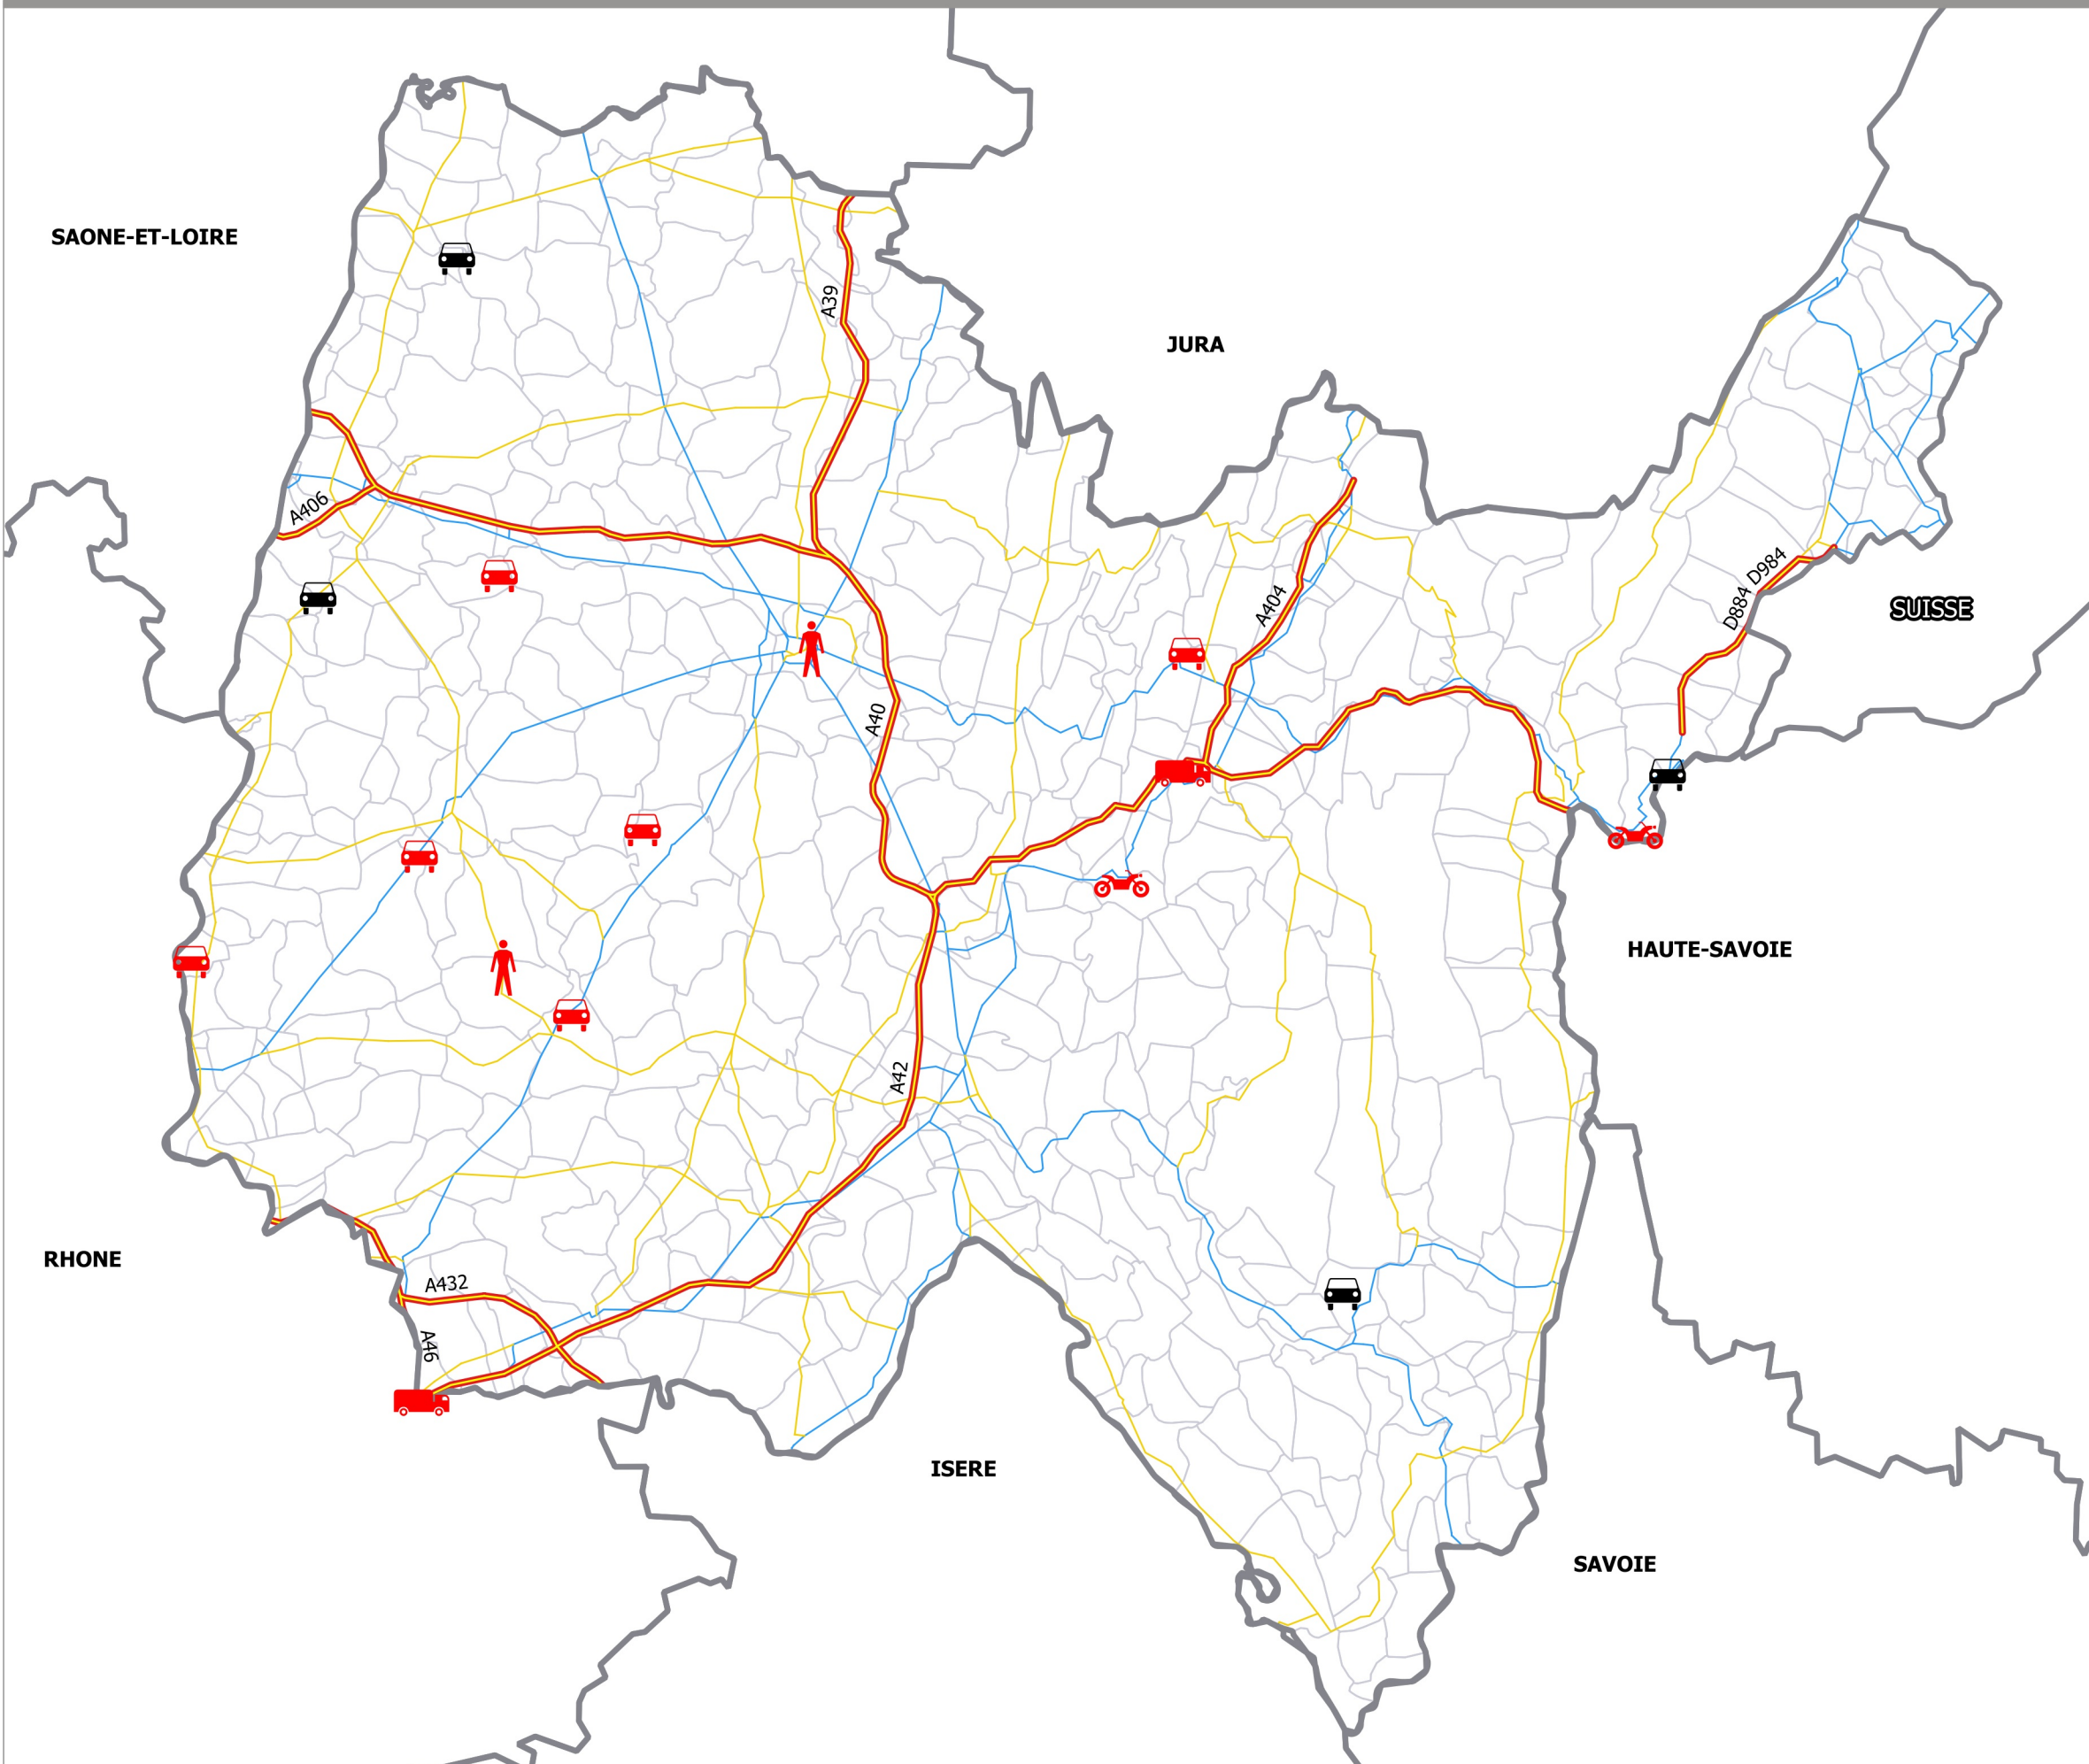 SAONE-ET-LOIRE
A39
JURA
A406
D984
A404
D884
SUISSE
A40
HAUTE-SAVOIE
A42
RHONE
A432
A46
ISERE
SAVOIE